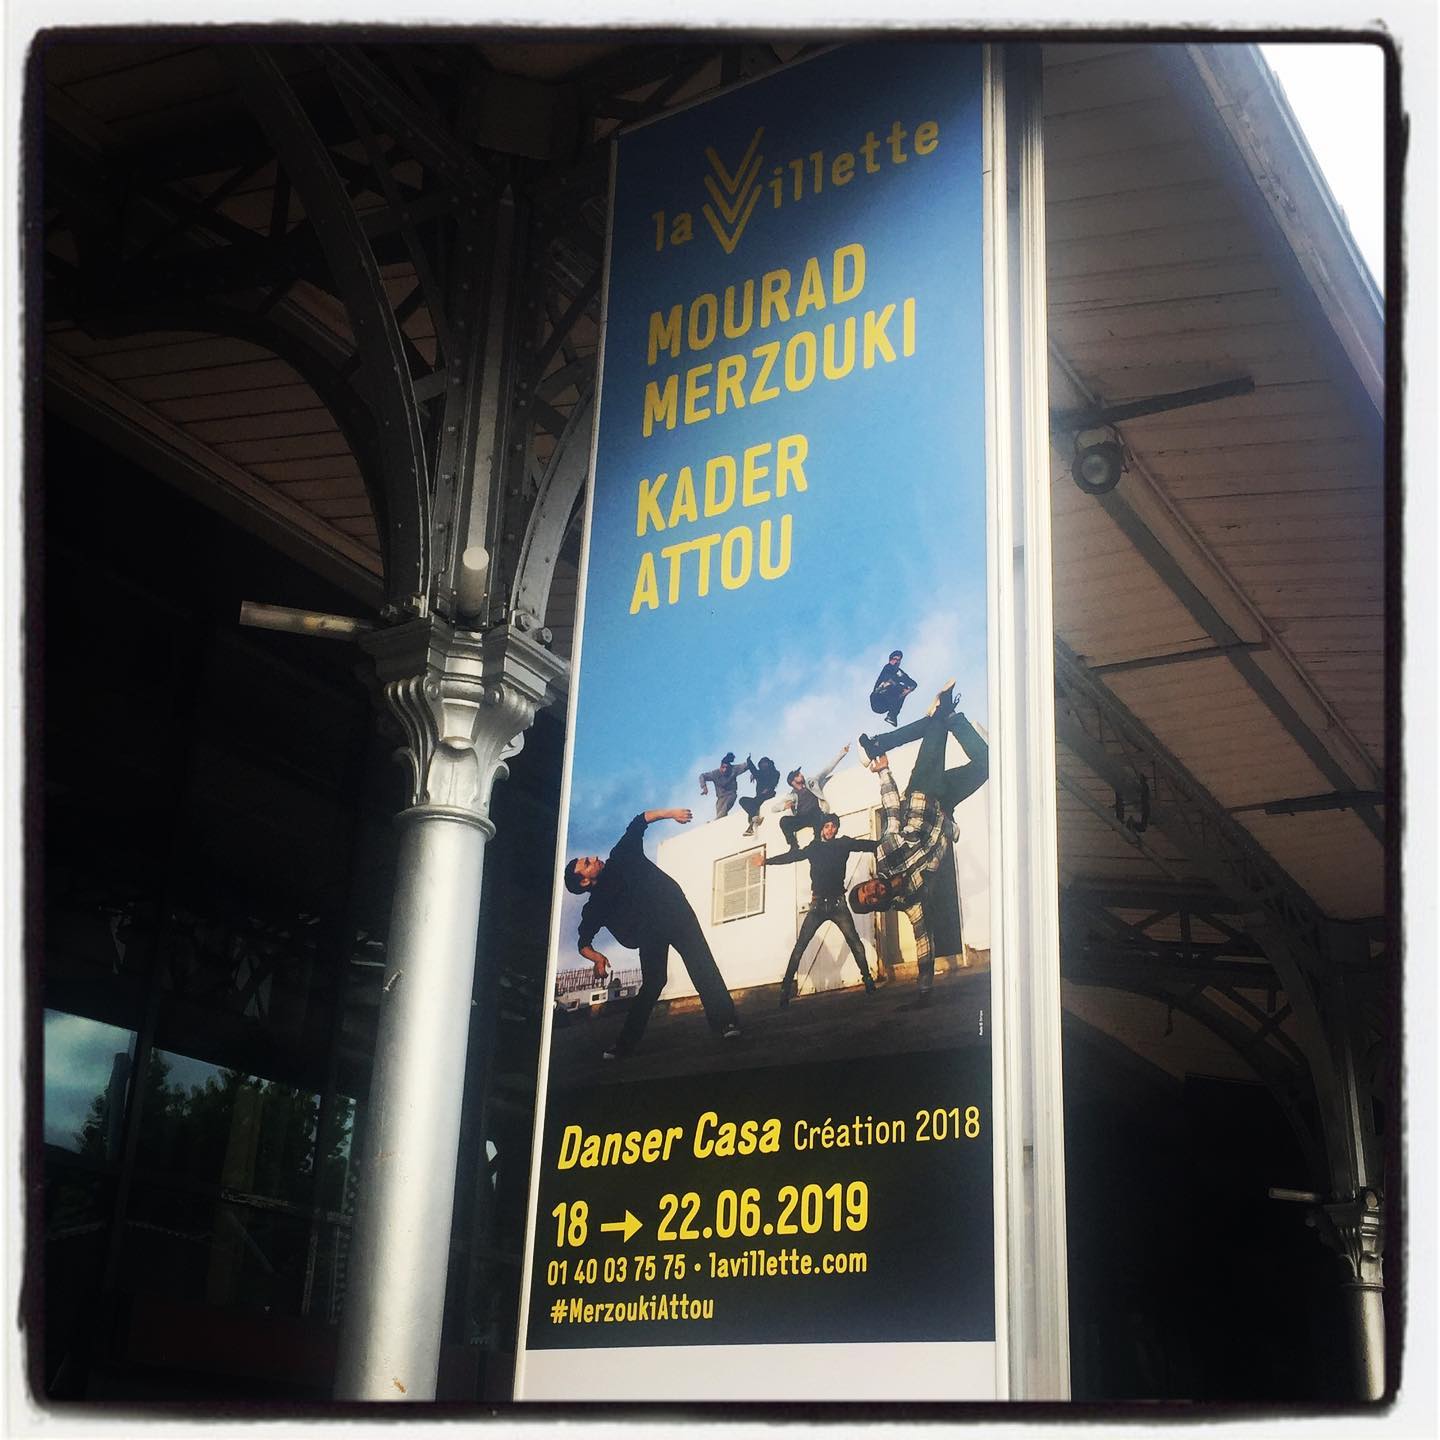 la Villette
MOURAD
MERZOUKI
KADER
ATTOU
Danser Casa Création 2018
18 → 22.06.2019
01 40 03 75 75 • lavillette.com
#MerzoukiAttou